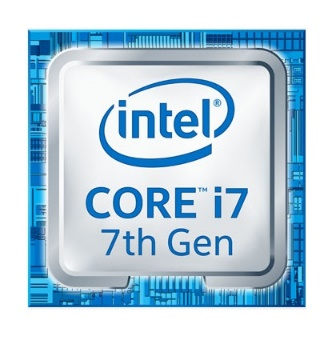 intel®
CORE™ i7
7th Gen